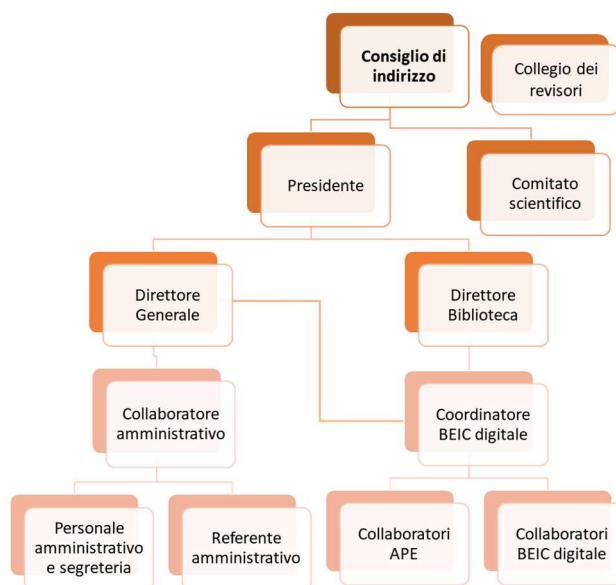 Consiglio di
indirizzo
Collegio dei
revisori
Presidente
Comitato
scientifico
Direttore
Generale
Direttore
Biblioteca
Collaboratore
amministrativo
Coordinatore
BEIC digitale
Personale
amministrativo
e segreteria
Referente
amministrativo
Collaboratori
APE
Collaboratori
BEIC digitale